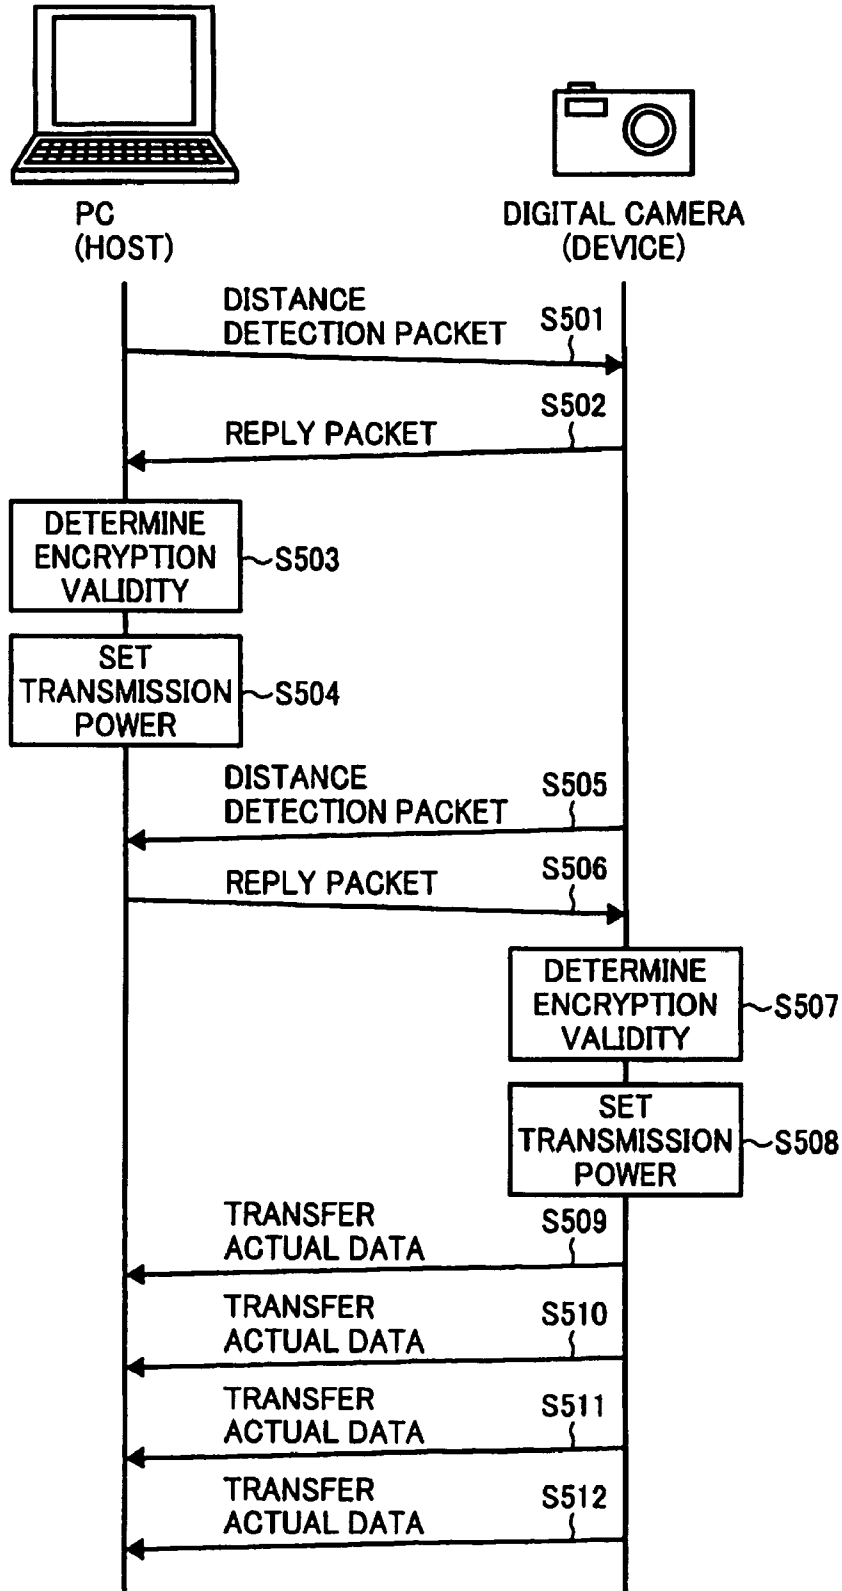 PC
(HOST)
DIGITAL CAMERA
(DEVICE)
DISTANCE
DETECTION PACKET
S501
REPLY PACKET
S502
DETERMINE
ENCRYPTION
VALIDITY
S503
SET
TRANSMISSION
POWER
S504
DISTANCE
DETECTION PACKET
S505
REPLY PACKET
S506
DETERMINE
ENCRYPTION
VALIDITY
S507
SET
TRANSMISSION
POWER
S508
TRANSFER
ACTUAL DATA
S509
TRANSFER
ACTUAL DATA
S510
TRANSFER
ACTUAL DATA
S511
TRANSFER
ACTUAL DATA
S512